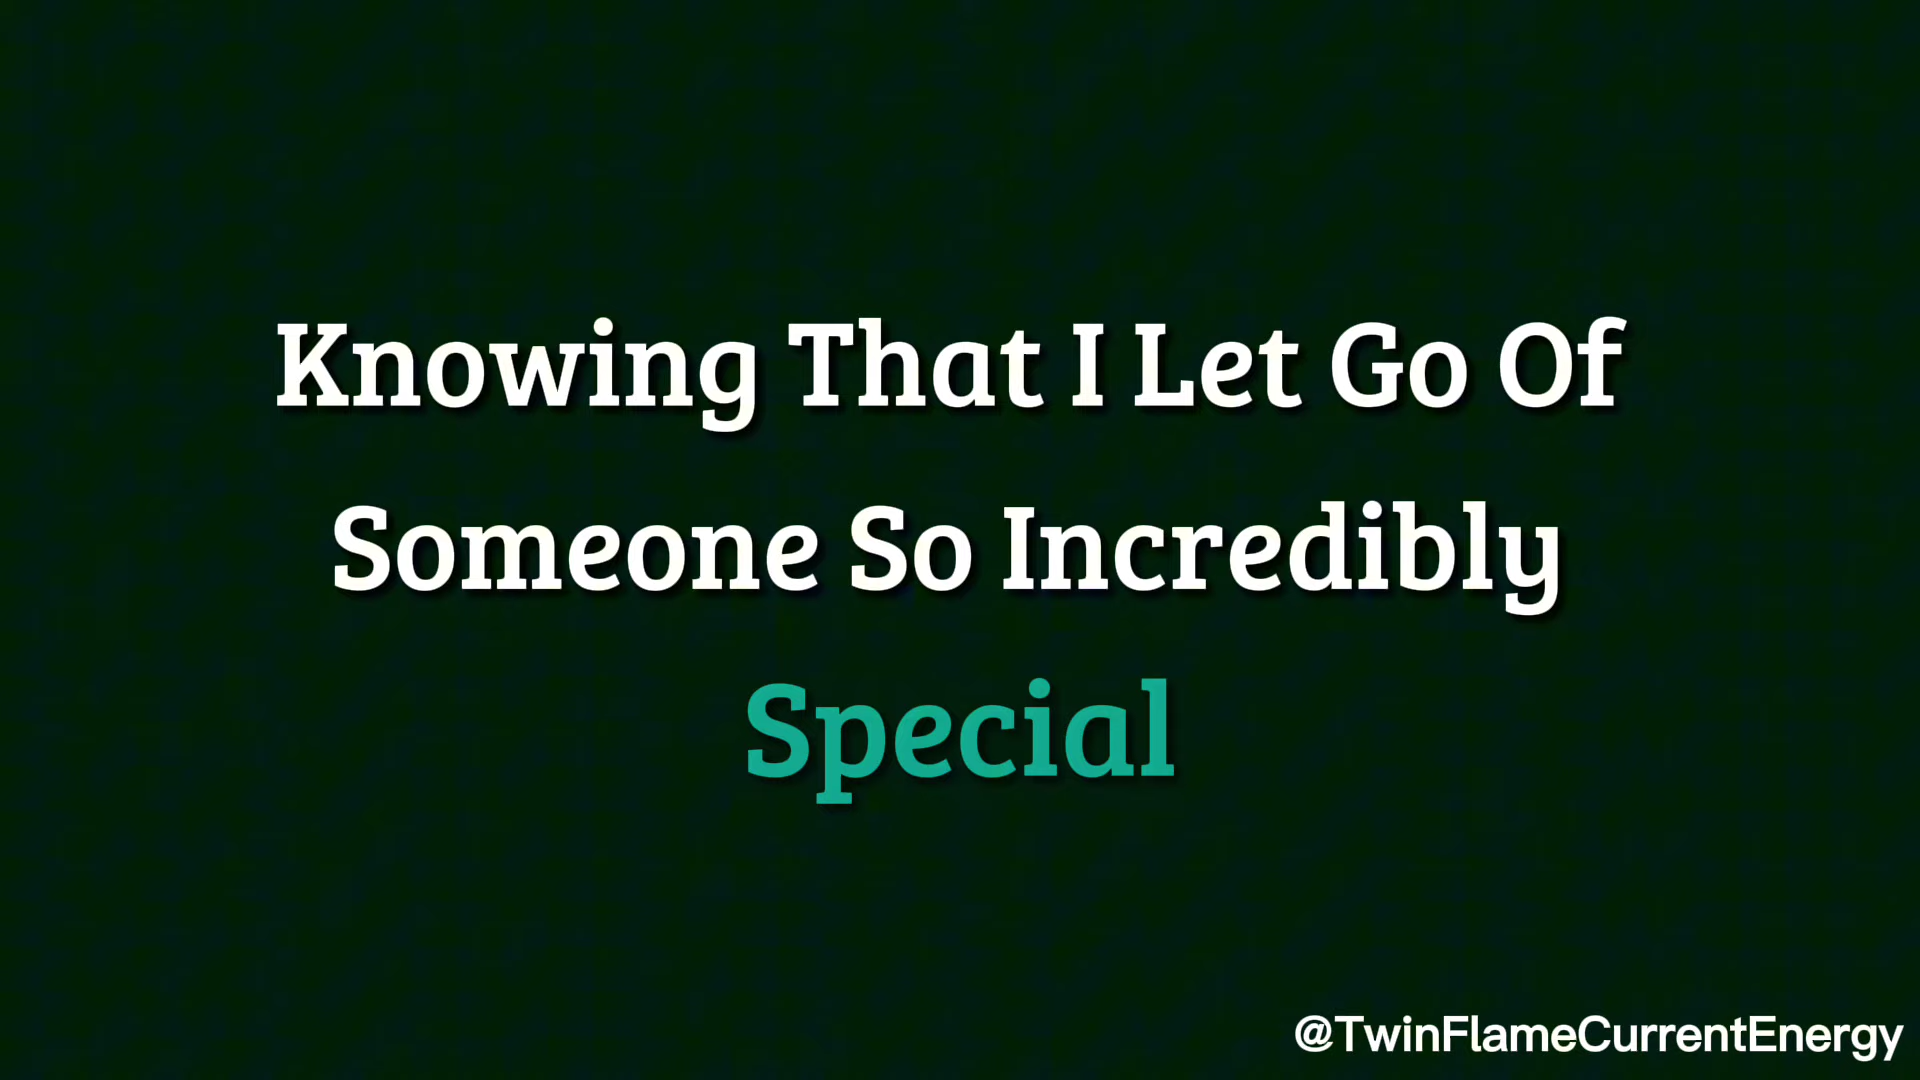 Knowing That I Let Go Of
Someone So Incredibly
Special
@TwinFlameCurrentEnergy